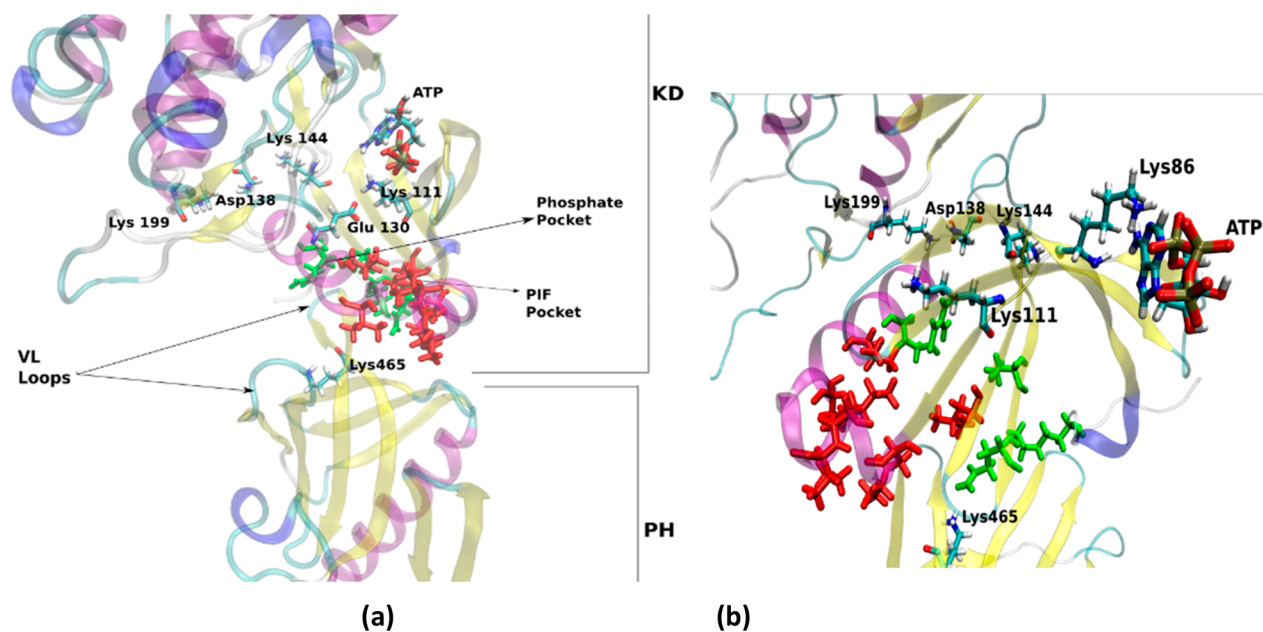 ATP
Lys 144
Lys 111
Asp138
Lys 199
Glu 130
Phosphate
Pocket
PIF
Pocket
VL
Loops
Lys465
KD
PH
Lys86
Lys199
Asp138
Lys144
ATP
Lys111
Lys465
(a)
(b)